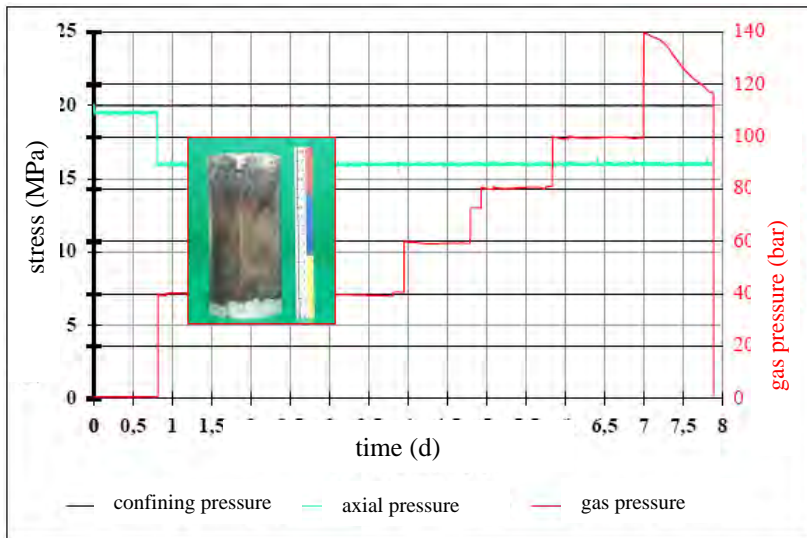 25
20
15
10
5
0
stress (MPa)
140
120
100
80
60
40
20
0
gas pressure (bar)
0 0,5 1 1,5 6,5 7 7,5 8
time (d)
confining pressure axial pressure gas pressure